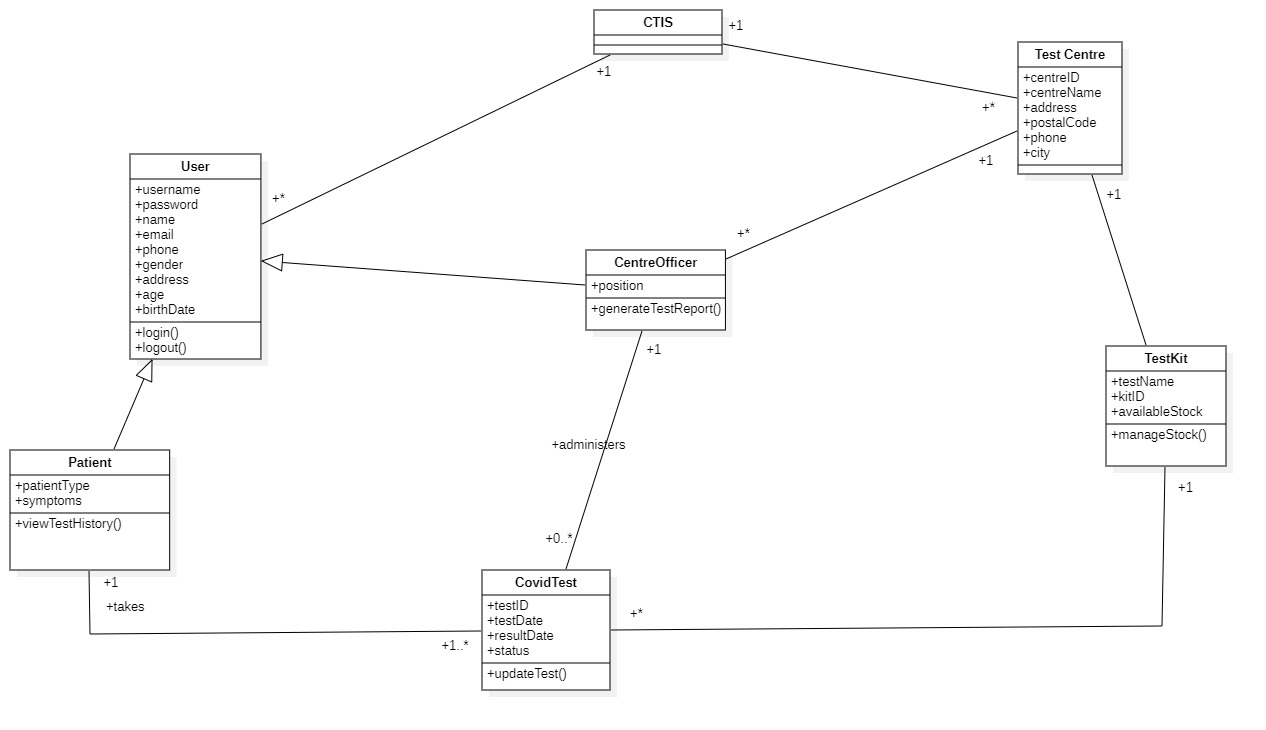 CTIS
+1
+1
Test Centre
+centreID
+centreName
+address
+postalCode
+phone
+city
+*
+1
+1
User
+username
+password
+name
+email
+phone
+gender
+address
+age
+birthDate
+login()
+logout()
+*
+*
CentreOfficer
+position
+generateTestReport()
+1
TestKit
+testName
+kitID
+availableStock
+manageStock()
+1
+administers
Patient
+patientType
+symptoms
+viewTestHistory()
+1
+takes
+0..*
CovidTest
+testID
+testDate
+resultDate
+status
+updateTest()
+*
+1..*